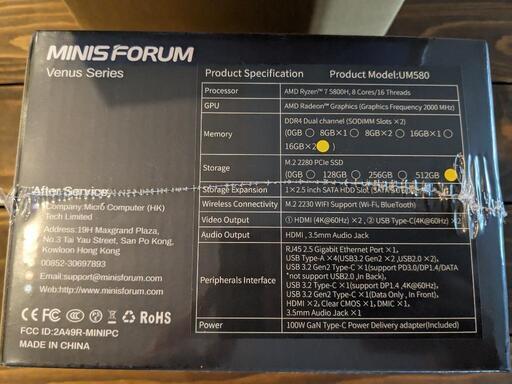 MINISFORUM
Venus Series
Product Specification Product Model:UM580
Processor AMD Ryzen™ 7 5800H, 8 Cores/16 Threads
GPU AMD Radeon™ Graphics (Graphics Frequency 2000 MHz)
Memory DDR4 Dual channel (SODIMM Slots ×2)
(0GB ○ 8GB×1 ○ 8GB×2 ○ 16GB×1 ○
16GB×2 )
Storage M.2 2280 PCIe SSD
(0GB ○ 128GB ○ 256GB ○ 512GB
Storage Expansion 1×2.5 inch SATA HDD Slot
Wireless Connectivity M.2 2230 WIFI Support (Wi-Fi, BlueTooth)
Video Output ① HDMI (4K@60Hz) ×2 , ② USB Type-C(4K@60Hz) ×2
Audio Output HDMI , 3.5mm Audio Jack
Peripherals Interface RJ45 2.5 Gigabit Ethernet Port ×1,
USB Type-A ×4(USB3.2 Gen2 ×2,USB2.0 ×2),
USB 3.2 Gen2 Type-C ×1(support PD3.0/DP1.4/DATA
"not support USB2.0 ,In Back),
USB 3.2 Type-C ×1(support DP1.4 ,4K@60Hz),
USB 3.2 Gen2 Type-C ×1(Data Only , In Front),
HDMI ×2, Clear CMOS ×1, DMIC ×1,
3.5mm Audio Jack ×1
Power 100W GaN Type-C Power Delivery adapter(Included)
After Service
Company:Micro Computer (HK)
Tech Limited
Address:19H Maxgrand Plaza,
No.3 Tai Yau Street, San Po Kong,
Kowloon Hong Kong
00852-30697893
Email:support@minisforum.com
Web:http://www.minisforum.com
FC CE RoHS
FCC ID:2A49R-MINIPC
MADE IN CHINA